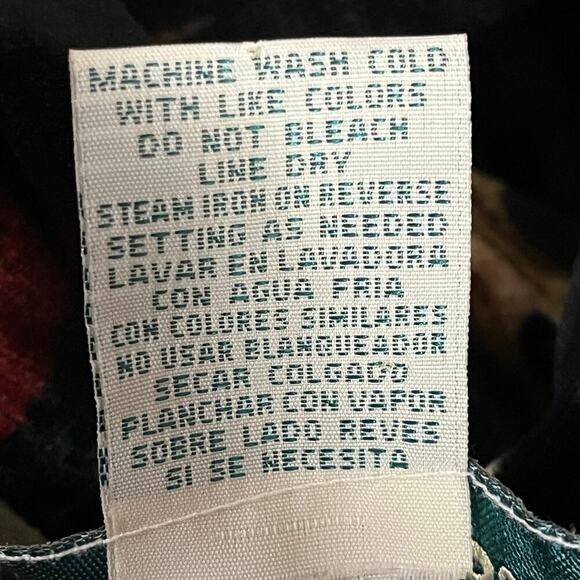 MACHINE WASH COLD
WITH LIKE COLORS
DO NOT BLEACH
LINE DRY
STEAM IRON ON REVERSE
SETTING AS NEEDED
LAVAR EN LAVADORA
CON AGUA FRIA
CON COLORES SIMILARES
NO USAR BLANQUEADOR
SECAR COLGADO
PLANCHAR CON VAPOR
SOBRE LADO REVES
SI SE NECESITA